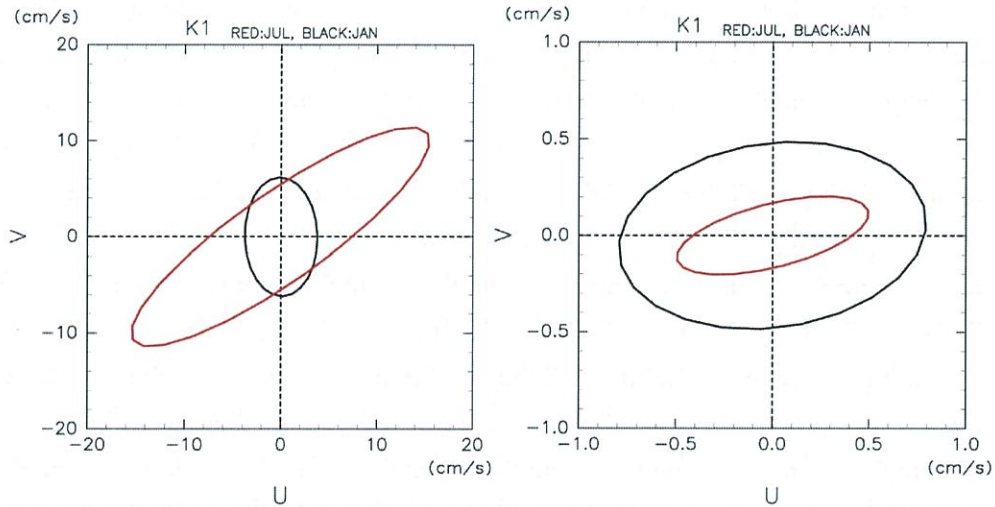 (cm/s)
K1 RED:JUL, BLACK:JAN
20
10
0
−10
−20
V
−20 −10 0 10 20
(cm/s)
U
(cm/s)
K1 RED:JUL, BLACK:JAN
1.0
0.5
0.0
−0.5
−1.0
V
−1.0 −0.5 0.0 0.5 1.0
(cm/s)
U